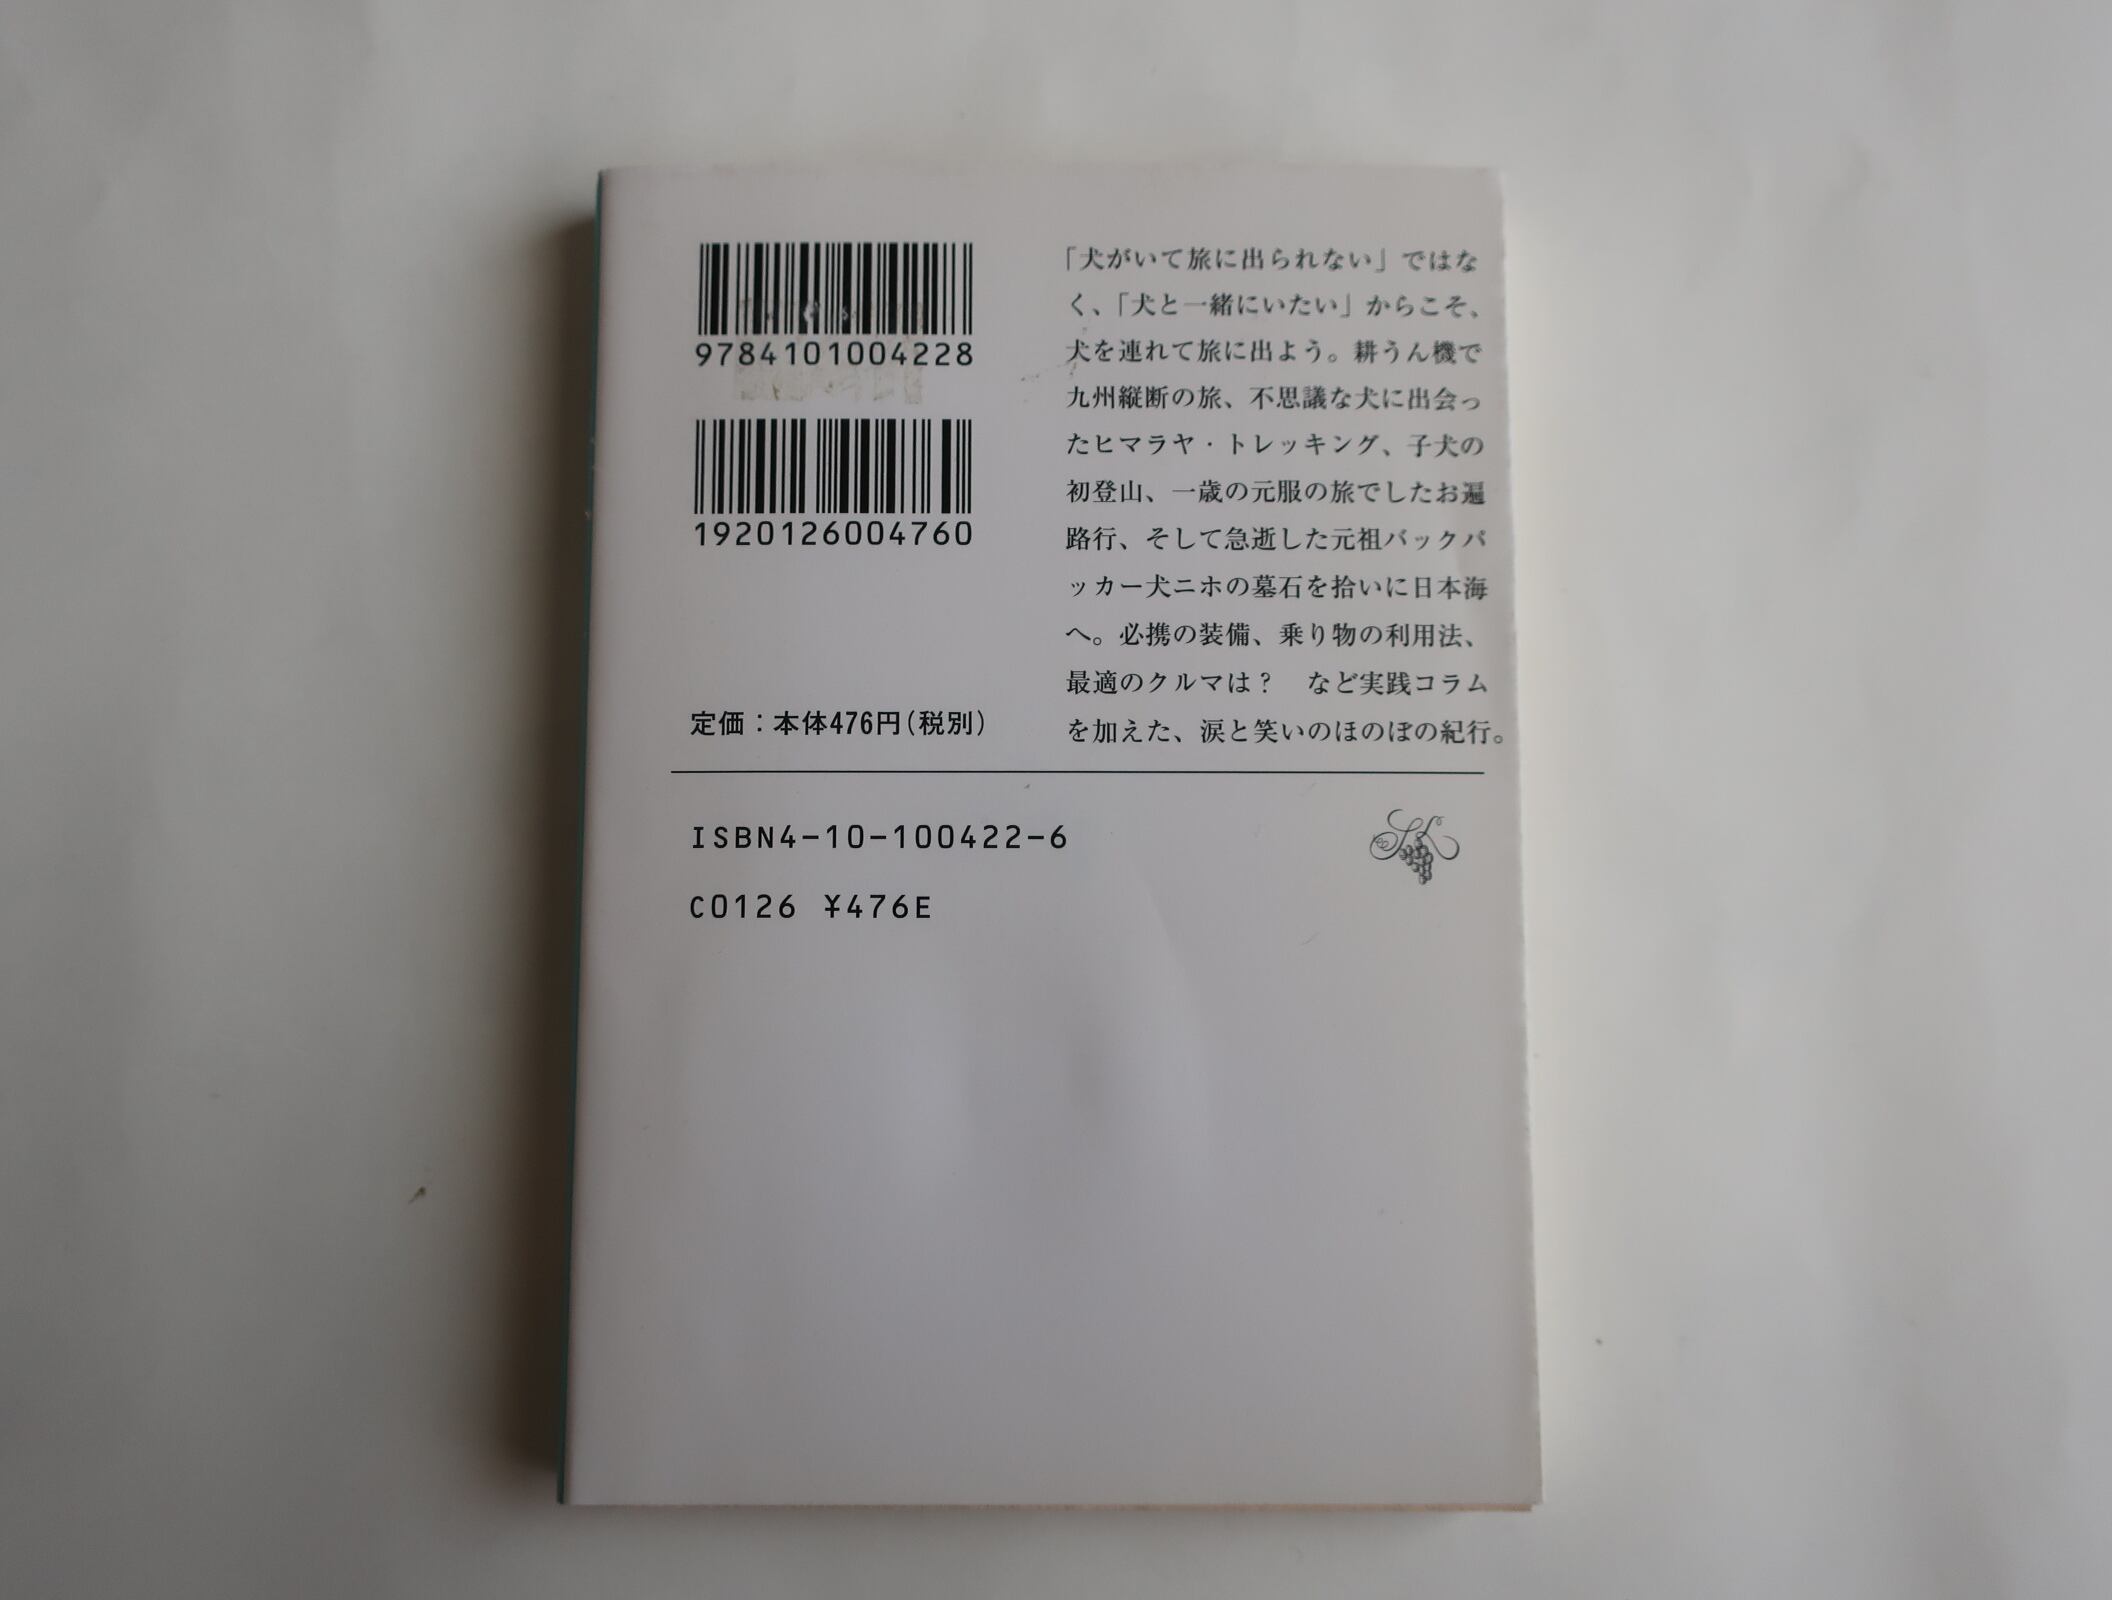 9784101004228
1920126004760
定価：本体476円(税別)
「犬がいて旅に出られない」ではな
く、「犬と一緒にいたい」からこそ、
犬を連れて旅に出よう。耕うん機で
九州縦断の旅、不思議な犬に出会っ
たヒマラヤ・トレッキング、子犬の
初登山、一歳の元服の旅でしたお遍
路行、そして急逝した元祖バックパ
ッカー犬ニホの墓石を拾いに日本海
へ。必携の装備、乗り物の利用法、
最適のクルマは？　など実践コラム
を加えた、涙と笑いのほのぼの紀行。
ISBN4-10-100422-6
C0126 ¥476E